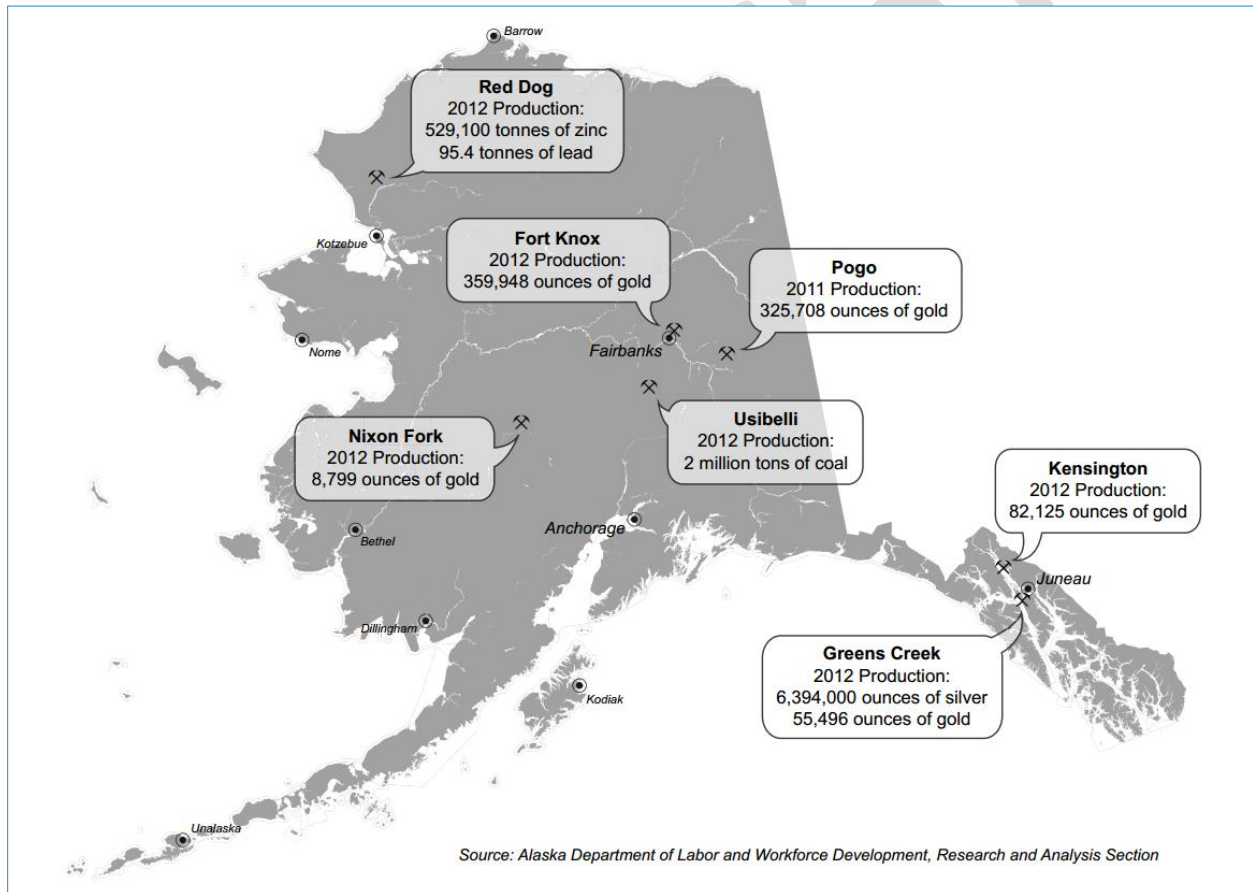 Barrow
Red Dog
2012 Production:
529,100 tonnes of zinc
95.4 tonnes of lead
Kotzebue
Fort Knox
2012 Production:
359,948 ounces of gold
Pogo
2011 Production:
325,708 ounces of gold
Nome
Fairbanks
Nixon Fork
2012 Production:
8,799 ounces of gold
Usibelli
2012 Production:
2 million tons of coal
Kensington
2012 Production:
82,125 ounces of gold
Anchorage
Bethel
Juneau
Dillingham
Greens Creek
2012 Production:
6,394,000 ounces of silver
55,496 ounces of gold
Kodiak
Unalaska
Source: Alaska Department of Labor and Workforce Development, Research and Analysis Section